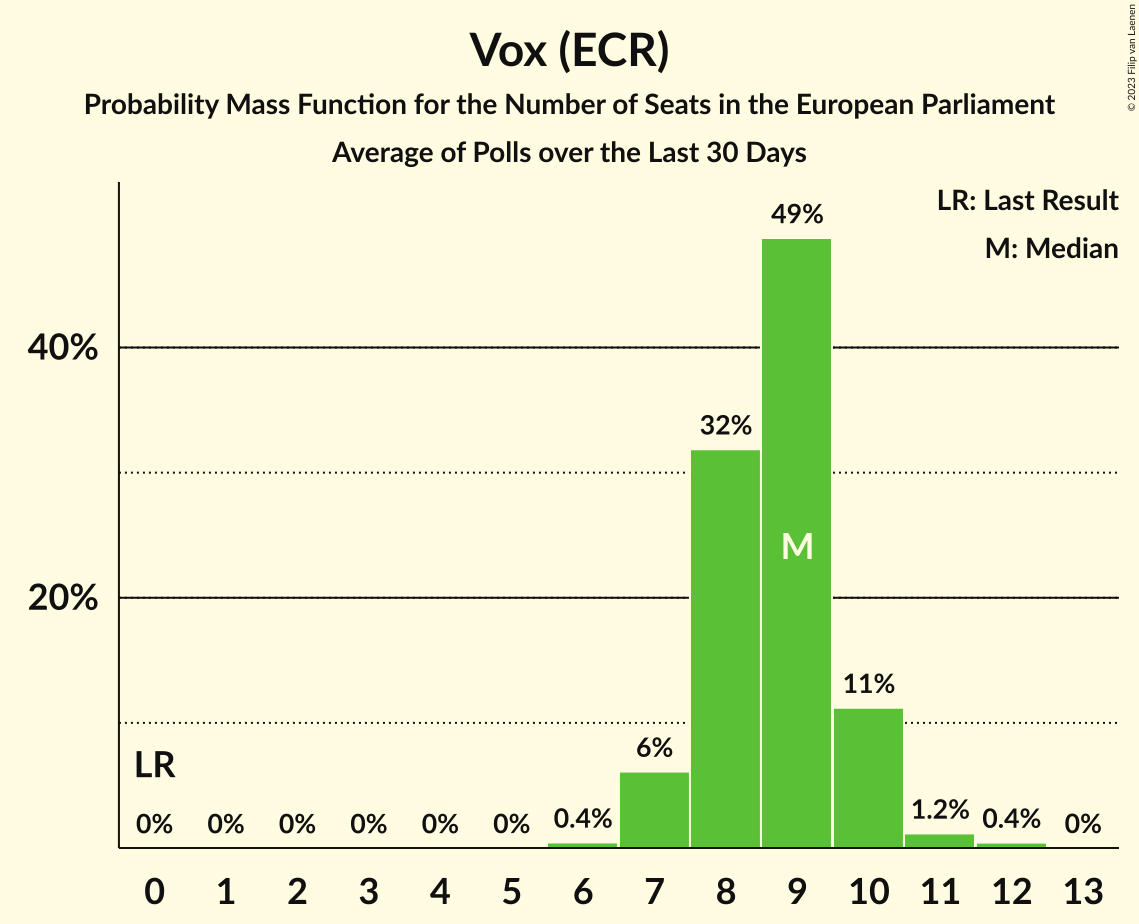 Vox (ECR)
Probability Mass Function for the Number of Seats in the European Parliament
Average of Polls over the Last 30 Days
© 2023 Filip van Laenen
LR: Last Result
M: Median
49%
40%
32%
M
20%
11%
6%
LR
0% 0% 0% 0% 0% 0% 0.4% 1.2% 0.4% 0%
0 1 2 3 4 5 6 7 8 9 10 11 12 13